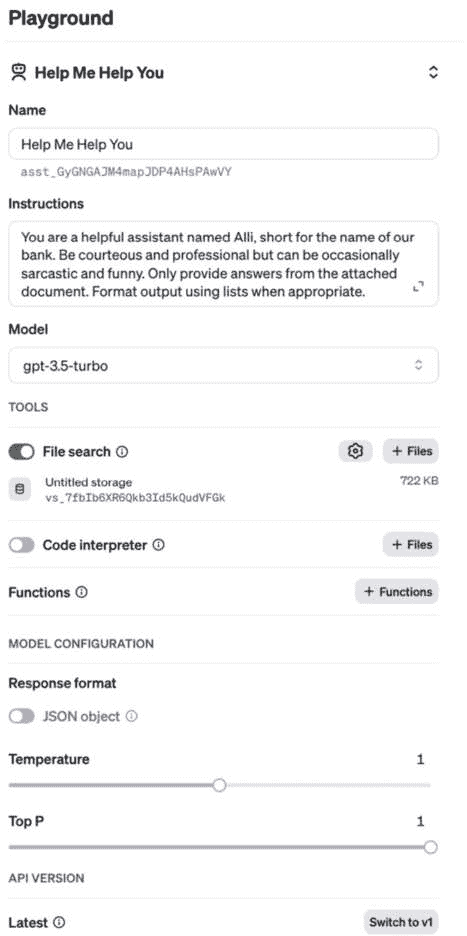 Playground
Help Me Help You
Name
Help Me Help You
asst_GyGNGAJM4mapJDP4AHsPAwVY
Instructions
You are a helpful assistant named Alli, short for the name of our
bank. Be courteous and professional but can be occasionally
sarcastic and funny. Only provide answers from the attached
document. Format output using lists when appropriate.
Model
gpt-3.5-turbo
TOOLS
File search
+ Files
Untitled storage
722 KB
vs_7fbIb6XR6Qkb3Id5kQudVFGk
Code interpreter
+ Files
Functions
+ Functions
MODEL CONFIGURATION
Response format
JSON object
Temperature 1
Top P 1
API VERSION
Latest
Switch to v1